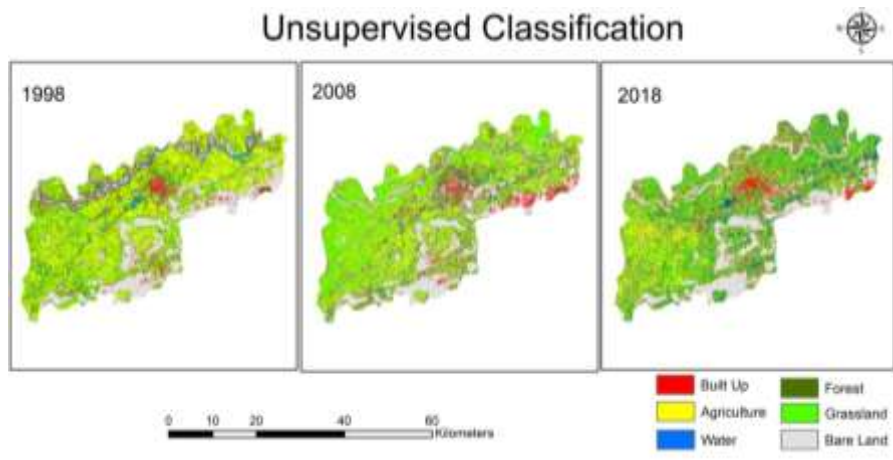 Unsupervised Classification
1998
2008
2018
Built Up
Forest
Agriculture
Grassland
Water
Bare Land
0 10 20 40 60
Kilometers